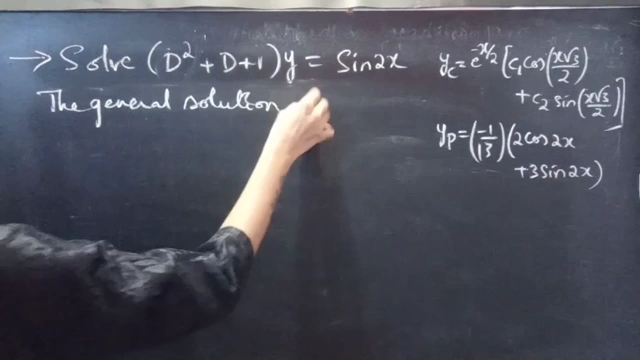 → Solve (D² + D + 1) y = Sin2x
The general solution
y_c = e^{-x/2} [c₁ cos(x√3/2)
+ c₂ sin(x√3/2)]
y_p = (-1/13)(2cos2x
+3sin2x)